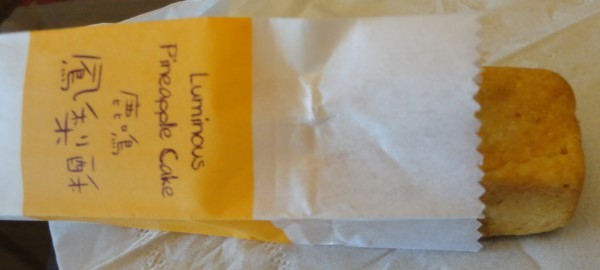 Luminous
Pineapple Cake
鹿鳴
鳳梨酥